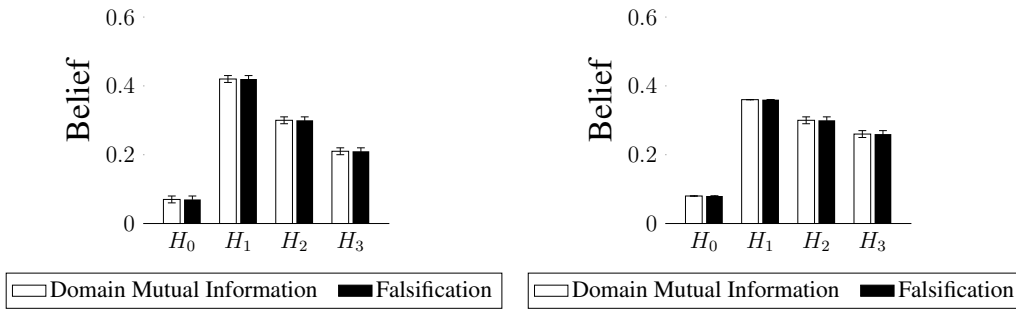 0.6
0.4
0.2
0
Belief
H₀ H₁ H₂ H₃
Domain Mutual Information Falsification
0.6
0.4
0.2
0
Belief
H₀ H₁ H₂ H₃
Domain Mutual Information Falsification